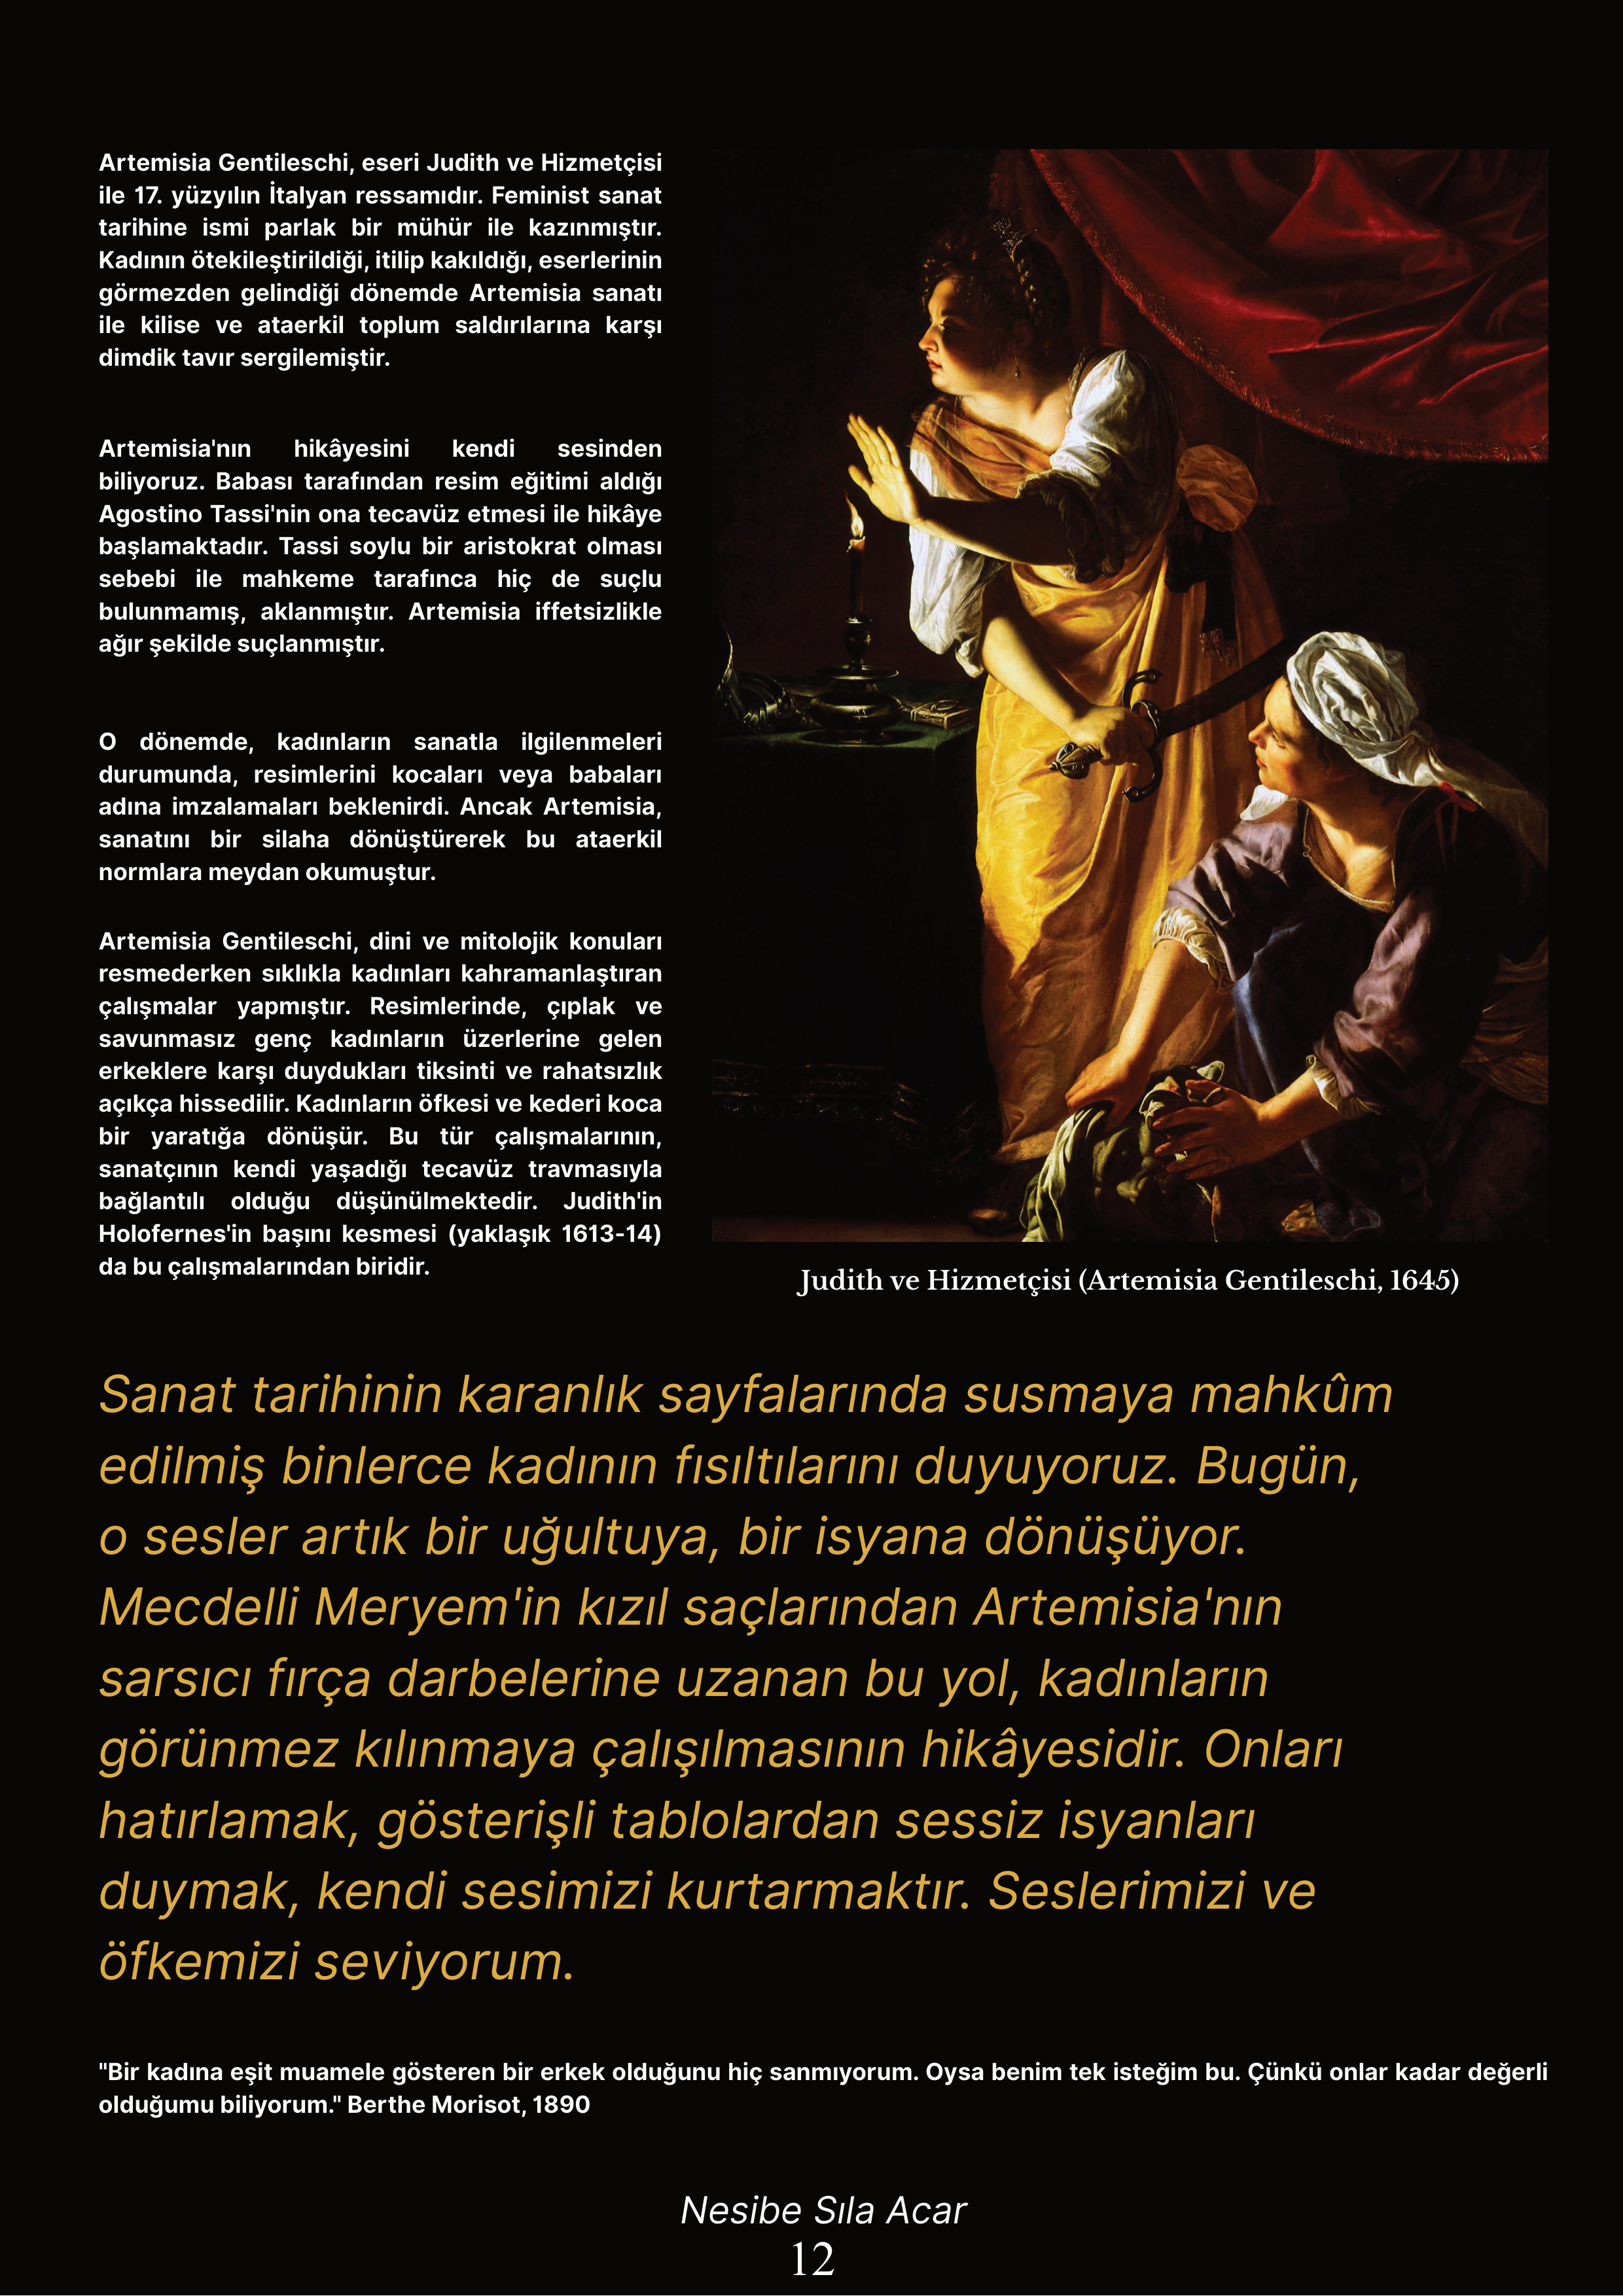 Artemisia Gentileschi, eseri Judith ve Hizmetçisi
ile 17. yüzyılın İtalyan ressamıdır. Feminist sanat
tarihine ismi parlak bir mühür ile kazınmıştır.
Kadının ötekileştirildiği, itilip kakıldığı, eserlerinin
görmezden gelindiği dönemde Artemisia sanatı
ile kilise ve ataerkil toplum saldırılarına karşı
dimdik tavır sergilemiştir.
Artemisia'nın hikâyesini kendi sesinden
biliyoruz. Babası tarafından resim eğitimi aldığı
Agostino Tassi'nin ona tecavüz etmesi ile hikâye
başlamaktadır. Tassi soylu bir aristokrat olması
sebebi ile mahkeme tarafınca hiç de suçlu
bulunmamış, aklanmıştır. Artemisia iffetsizlikle
ağır şekilde suçlanmıştır.
O dönemde, kadınların sanatla ilgilenmeleri
durumunda, resimlerini kocaları veya babaları
adına imzalamaları beklenirdi. Ancak Artemisia,
sanatını bir silaha dönüştürerek bu ataerkil
normlara meydan okumuştur.
Artemisia Gentileschi, dini ve mitolojik konuları
resmederken sıklıkla kadınları kahramanlaştıran
çalışmalar yapmıştır. Resimlerinde, çıplak ve
savunmasız genç kadınların üzerlerine gelen
erkeklere karşı duydukları tiksinti ve rahatsızlık
açıkça hissedilir. Kadınların öfkesi ve kederi koca
bir yaratığa dönüşür. Bu tür çalışmalarının,
sanatçının kendi yaşadığı tecavüz travmasıyla
bağlantılı olduğu düşünülmektedir. Judith'in
Holofernes'in başını kesmesi (yaklaşık 1613-14)
da bu çalışmalarından biridir.
Judith ve Hizmetçisi (Artemisia Gentileschi, 1645)
Sanat tarihinin karanlık sayfalarında susmaya mahkûm
edilmiş binlerce kadının fısıltılarını duyuyoruz. Bugün,
o sesler artık bir uğultuya, bir isyana dönüşüyor.
Mecdelli Meryem'in kızıl saçlarından Artemisia'nın
sarsıcı fırça darbelerine uzanan bu yol, kadınların
görünmez kılınmaya çalışılmasının hikâyesidir. Onları
hatırlamak, gösterişli tablolardan sessiz isyanları
duymak, kendi sesimizi kurtarmaktır. Seslerimizi ve
öfkemizi seviyorum.
"Bir kadına eşit muamele gösteren bir erkek olduğunu hiç sanmıyorum. Oysa benim tek isteğim bu. Çünkü onlar kadar değerli
olduğumu biliyorum." Berthe Morisot, 1890
Nesibe Sıla Acar
12